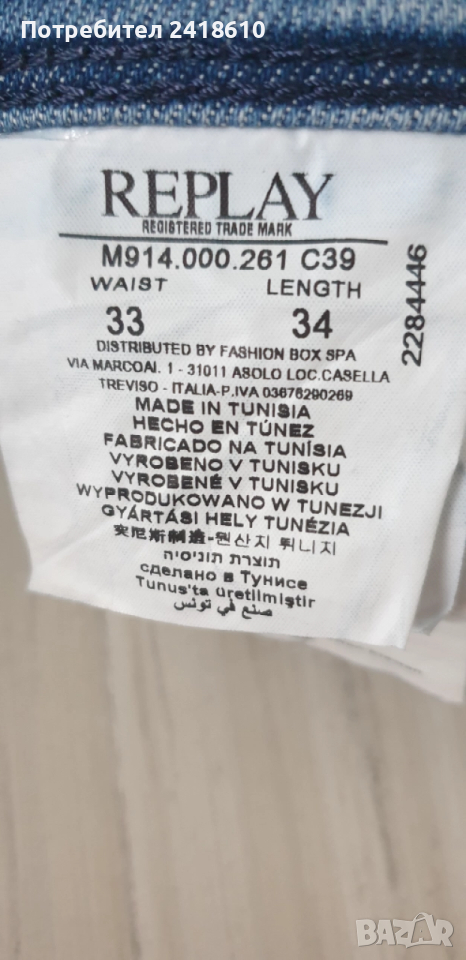 Потребител 2418610
REPLAY
REGISTERED TRADE MARK
M914.000.261 C39
WAIST LENGTH
33 34
2284446
DISTRIBUTED BY FASHION BOX SPA
VIA MARCOAI. 1 - 31011 ASOLO LOC.CASELLA
TREVISO - ITALIA-P.IVA 03676290269
MADE IN TUNISIA
HECHO EN TÚNEZ
FABRICADO NA TUNÍSIA
VYROBENO V TUNISKU
VYROBENÉ V TUNISKU
WYPRODUKOWANO W TUNEZJI
GYÁRTÁSI HELY TUNÉZIA
突尼斯制造-원산지 튀니지
תוצרת תוניסיה
сделано в Тунисе
Tunus'ta üretilmiştir
صنع في تونس
BAZAR